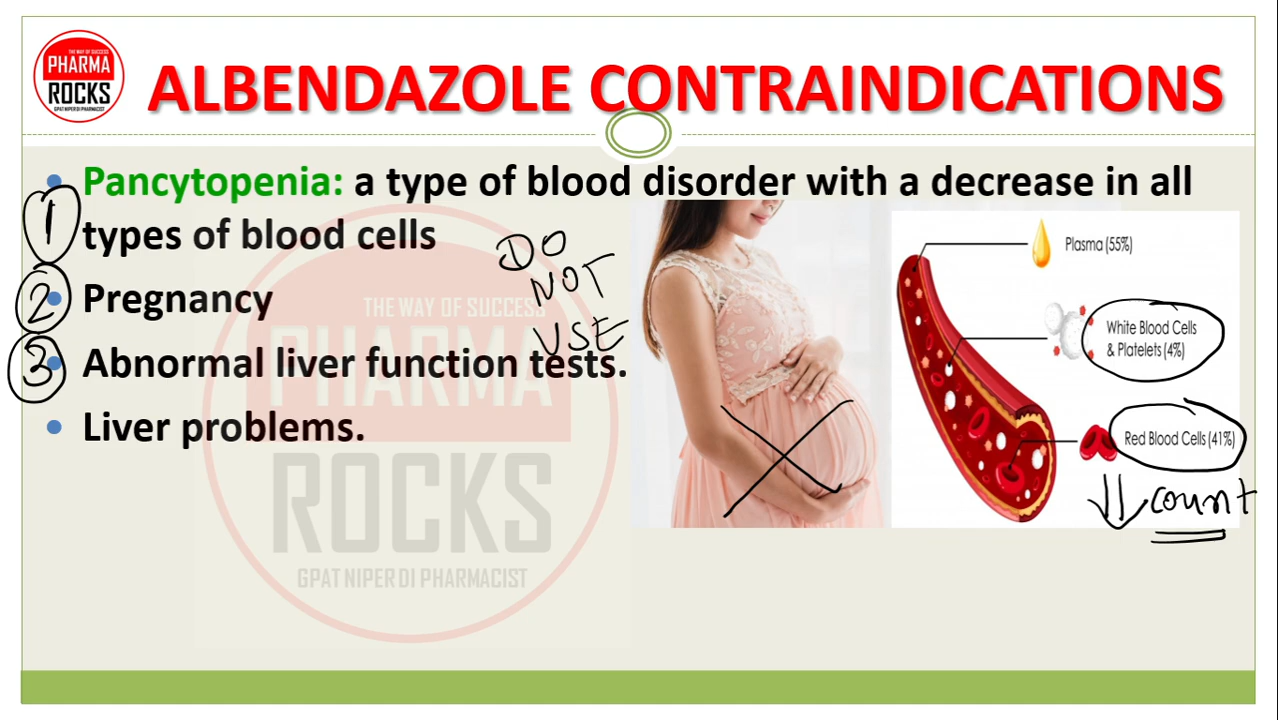 THE WAY OF SUCCESS
PHARMA
ROCKS
GPAT NIPER DI PHARMACIST
ALBENDAZOLE CONTRAINDICATIONS
• Pancytopenia: a type of blood disorder with a decrease in all
types of blood cells
1
2
• Pregnancy
3
• Abnormal liver function tests.
• Liver problems.
DO
NOT
USE
Plasma (55%)
White Blood Cells
& Platelets (4%)
Red Blood Cells (41%)
count
THE WAY OF SUCCESS
PHARMA
ROCKS
GPAT NIPER DI PHARMACIST